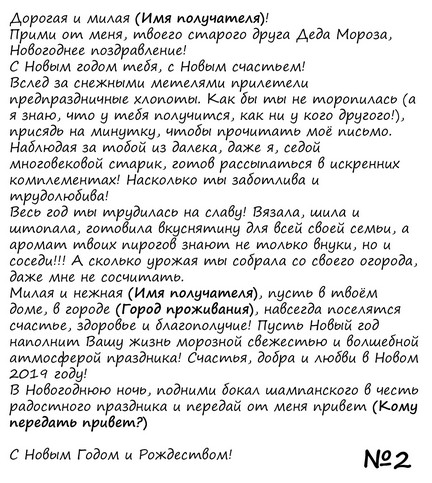 Дорогая и милая (Имя получателя)!
Прими от меня, твоего старого друга Деда Мороза,
Новогоднее поздравление!
С Новым годом тебя, с Новым счастьем!
Вслед за снежными метелями прилетели
предпраздничные хлопоты. Как бы ты не торопилась (а
я знаю, что у тебя получится, как ни у кого другого!),
присядь на минутку, чтобы прочитать моё письмо.
Наблюдая за тобой из далека, даже я, седой
многовековой старик, готов рассыпаться в искренних
комплементах! Насколько ты заботлива и
трудолюбива!
Весь год ты трудилась на славу! Вязала, шила и
штопала, готовила вкуснятину для всей своей семьи, а
аромат твоих пирогов знают не только внуки, но и
соседи!!! А сколько урожая ты собрала со своего огорода,
даже мне не сосчитать.
Милая и нежная (Имя получателя), пусть в твоём
доме, в городе (Город проживания), навсегда поселятся
счастье, здоровье и благополучие! Пусть Новый год
наполнит Вашу жизнь морозной свежестью и волшебной
атмосферой праздника! Счастья, добра и любви в Новом
2019 году!
В Новогоднюю ночь, подними бокал шампанского в честь
радостного праздника и передай от меня привет (Кому
передать привет?)
С Новым Годом и Рождеством!
№2